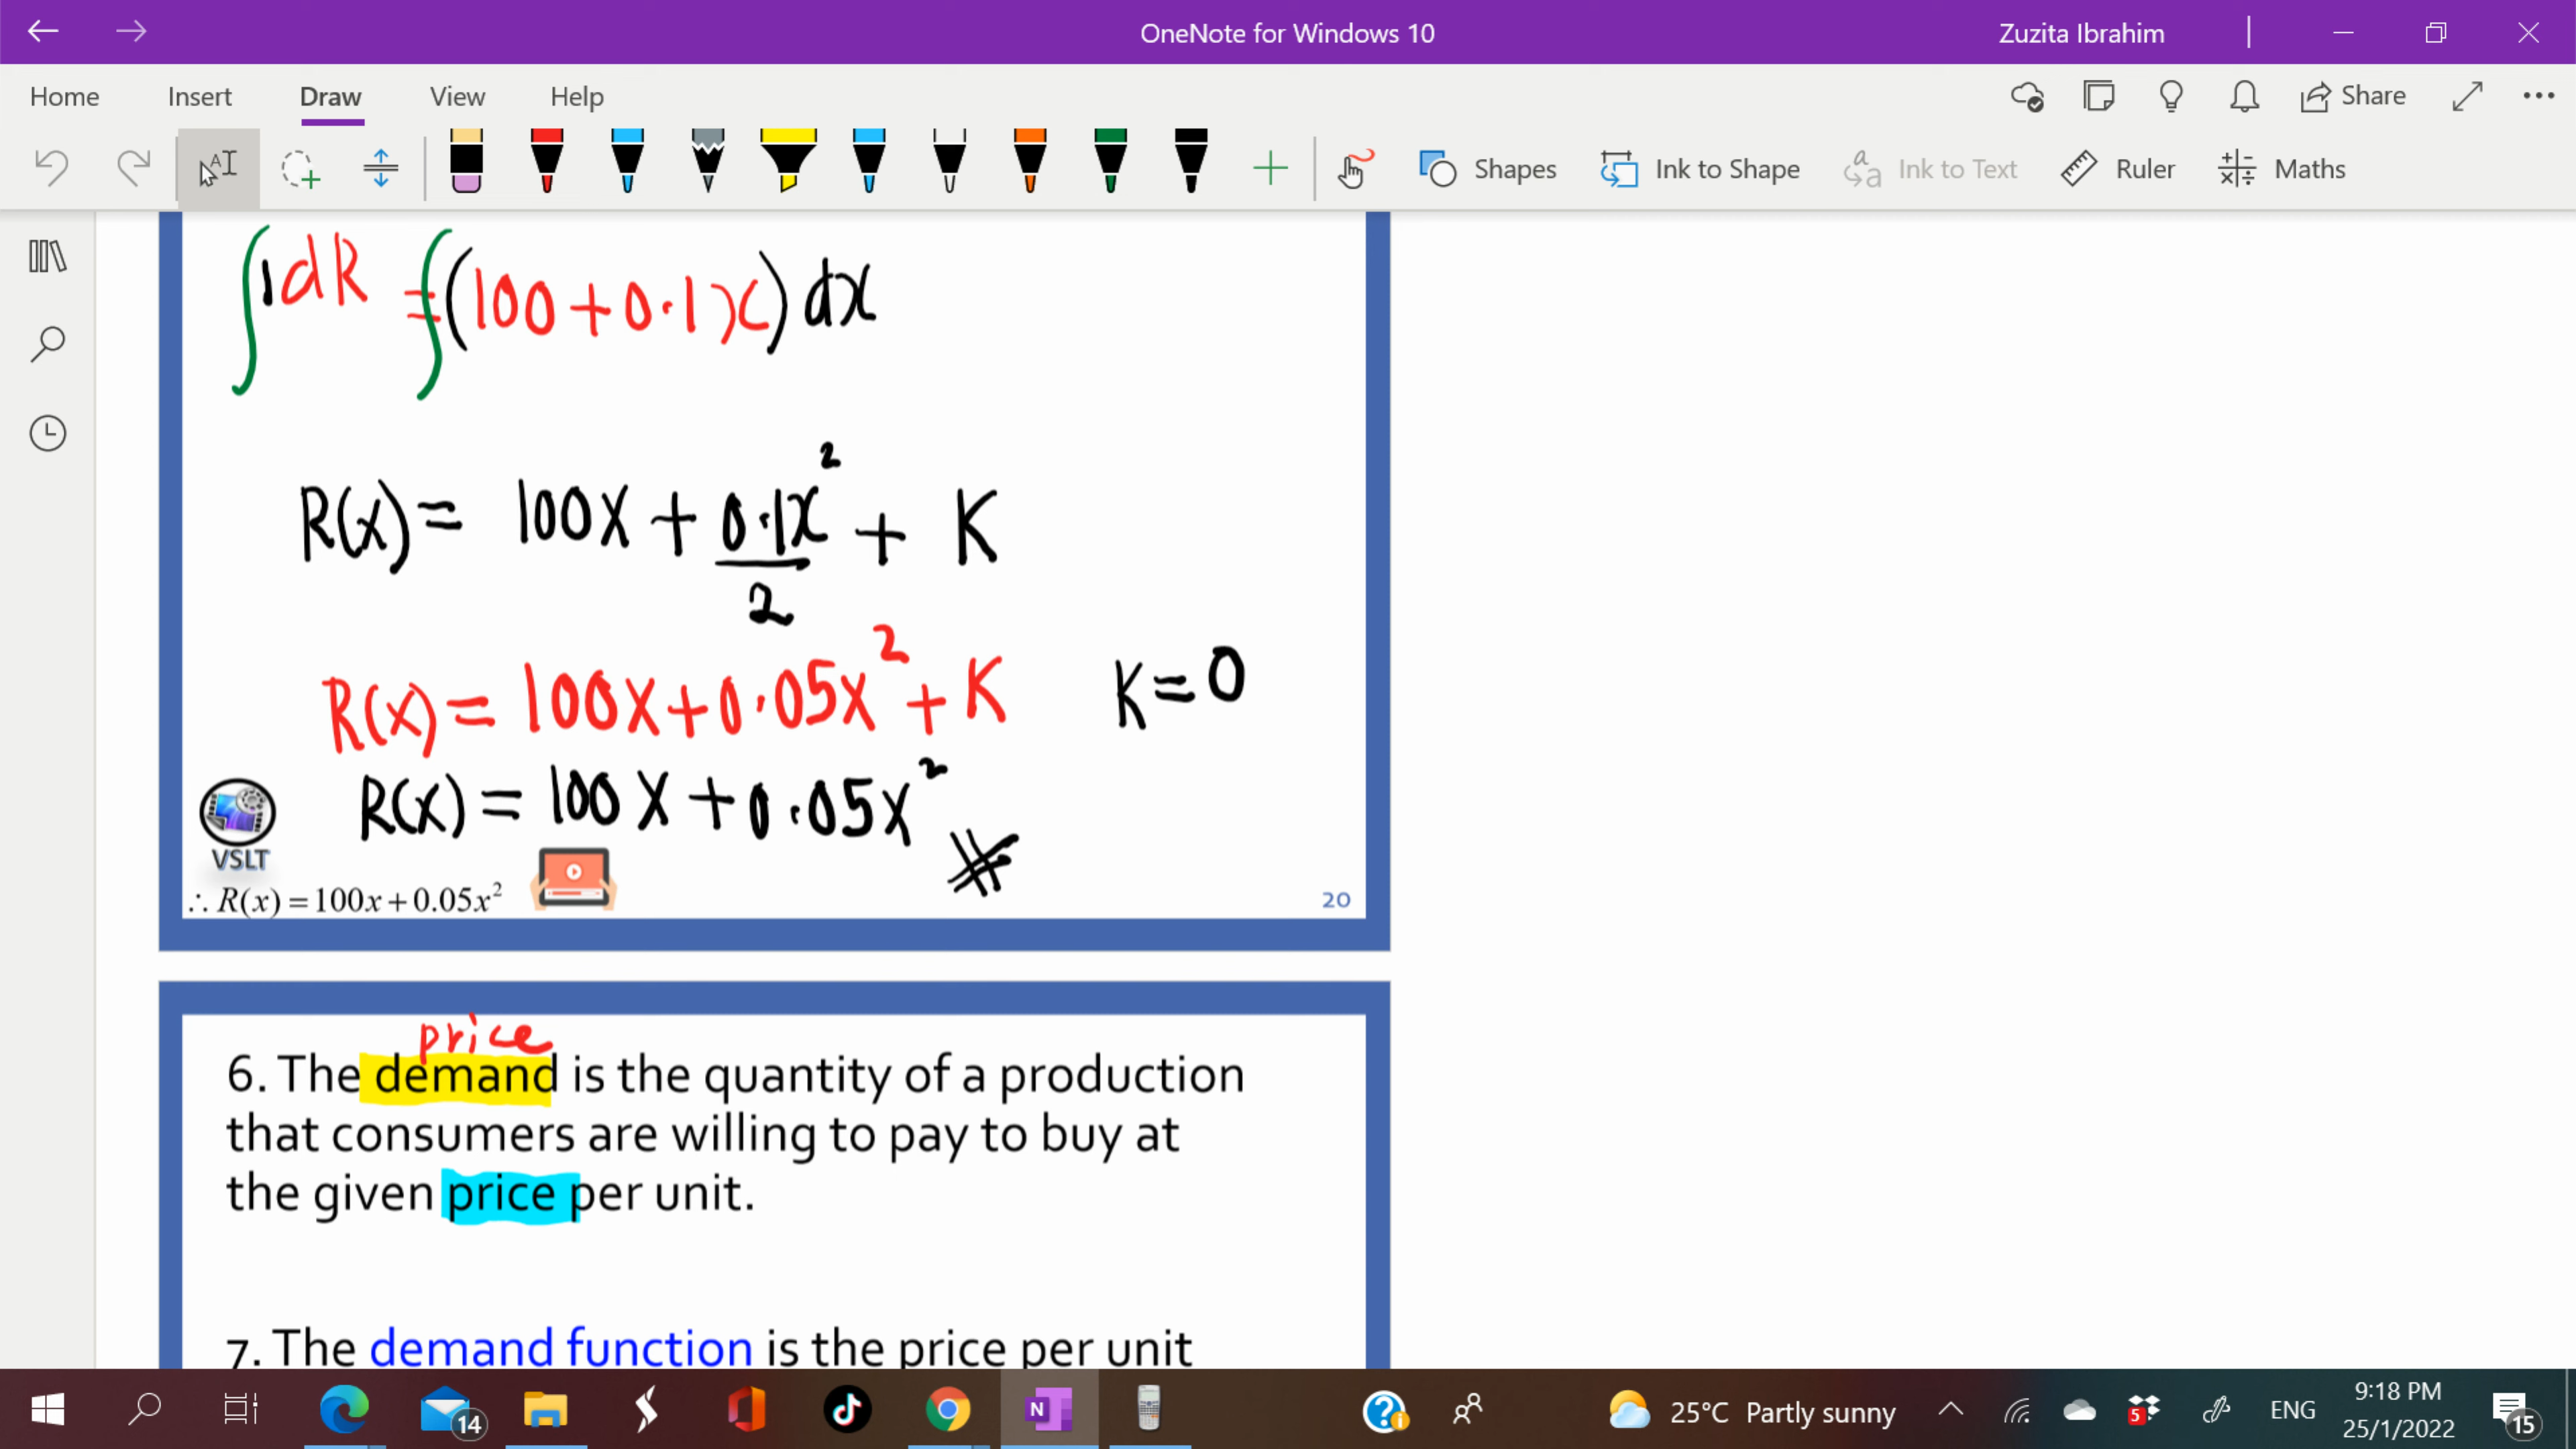 OneNote for Windows 10
Zuzita Ibrahim
Home Insert Draw View Help
Share
Shapes Ink to Shape Ink to Text Ruler Maths
∫1dR = ∫(100+0.1x)dx
R(x) = 100x + 0.1x²/2 + K
R(x) = 100x+0.05x²+K K=0
R(x) = 100x+0.05x²
VSLT
∴ R(x) = 100x + 0.05x²
20
price
6. The demand is the quantity of a production
that consumers are willing to pay to buy at
the given price per unit.
7. The demand function is the price per unit
14
25°C Partly sunny
5
ENG
9:18 PM
25/1/2022
15